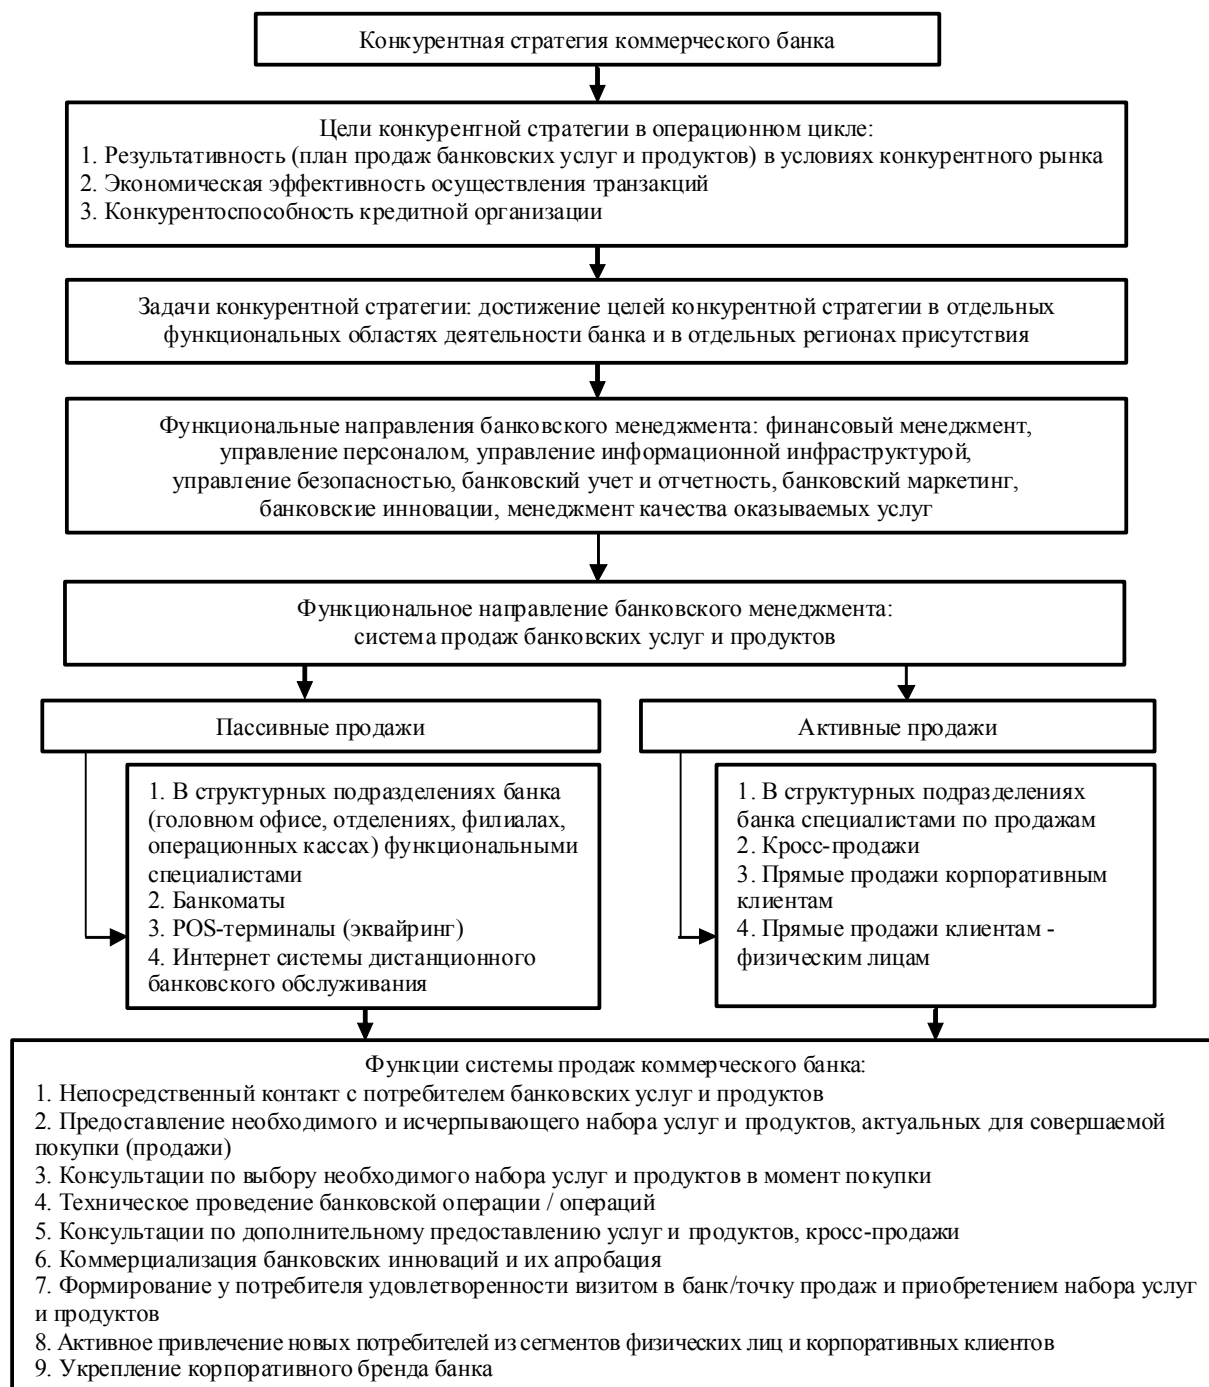 Конкурентная стратегия коммерческого банка
Цели конкурентной стратегии в операционном цикле:
1. Результативность (план продаж банковских услуг и продуктов) в условиях конкурентного рынка
2. Экономическая эффективность осуществления транзакций
3. Конкурентоспособность кредитной организации
Задачи конкурентной стратегии: достижение целей конкурентной стратегии в отдельных
функциональных областях деятельности банка и в отдельных регионах присутствия
Функциональные направления банковского менеджмента: финансовый менеджмент,
управление персоналом, управление информационной инфраструктурой,
управление безопасностью, банковский учет и отчетность, банковский маркетинг,
банковские инновации, менеджмент качества оказываемых услуг
Функциональное направление банковского менеджмента:
система продаж банковских услуг и продуктов
Пассивные продажи
1. В структурных подразделениях банка
(головном офисе, отделениях, филиалах,
операционных кассах) функциональными
специалистами
2. Банкоматы
3. POS-терминалы (эквайринг)
4. Интернет системы дистанционного
банковского обслуживания
Активные продажи
1. В структурных подразделениях
банка специалистами по продажам
2. Кросс-продажи
3. Прямые продажи корпоративным
клиентам
4. Прямые продажи клиентам -
физическим лицам
Функции системы продаж коммерческого банка:
1. Непосредственный контакт с потребителем банковских услуг и продуктов
2. Предоставление необходимого и исчерпывающего набора услуг и продуктов, актуальных для совершаемой
покупки (продажи)
3. Консультации по выбору необходимого набора услуг и продуктов в момент покупки
4. Техническое проведение банковской операции / операций
5. Консультации по дополнительному предоставлению услуг и продуктов, кросс-продажи
6. Коммерциализация банковских инноваций и их апробация
7. Формирование у потребителя удовлетворенности визитом в банк/точку продаж и приобретением набора услуг
и продуктов
8. Активное привлечение новых потребителей из сегментов физических лиц и корпоративных клиентов
9. Укрепление корпоративного бренда банка